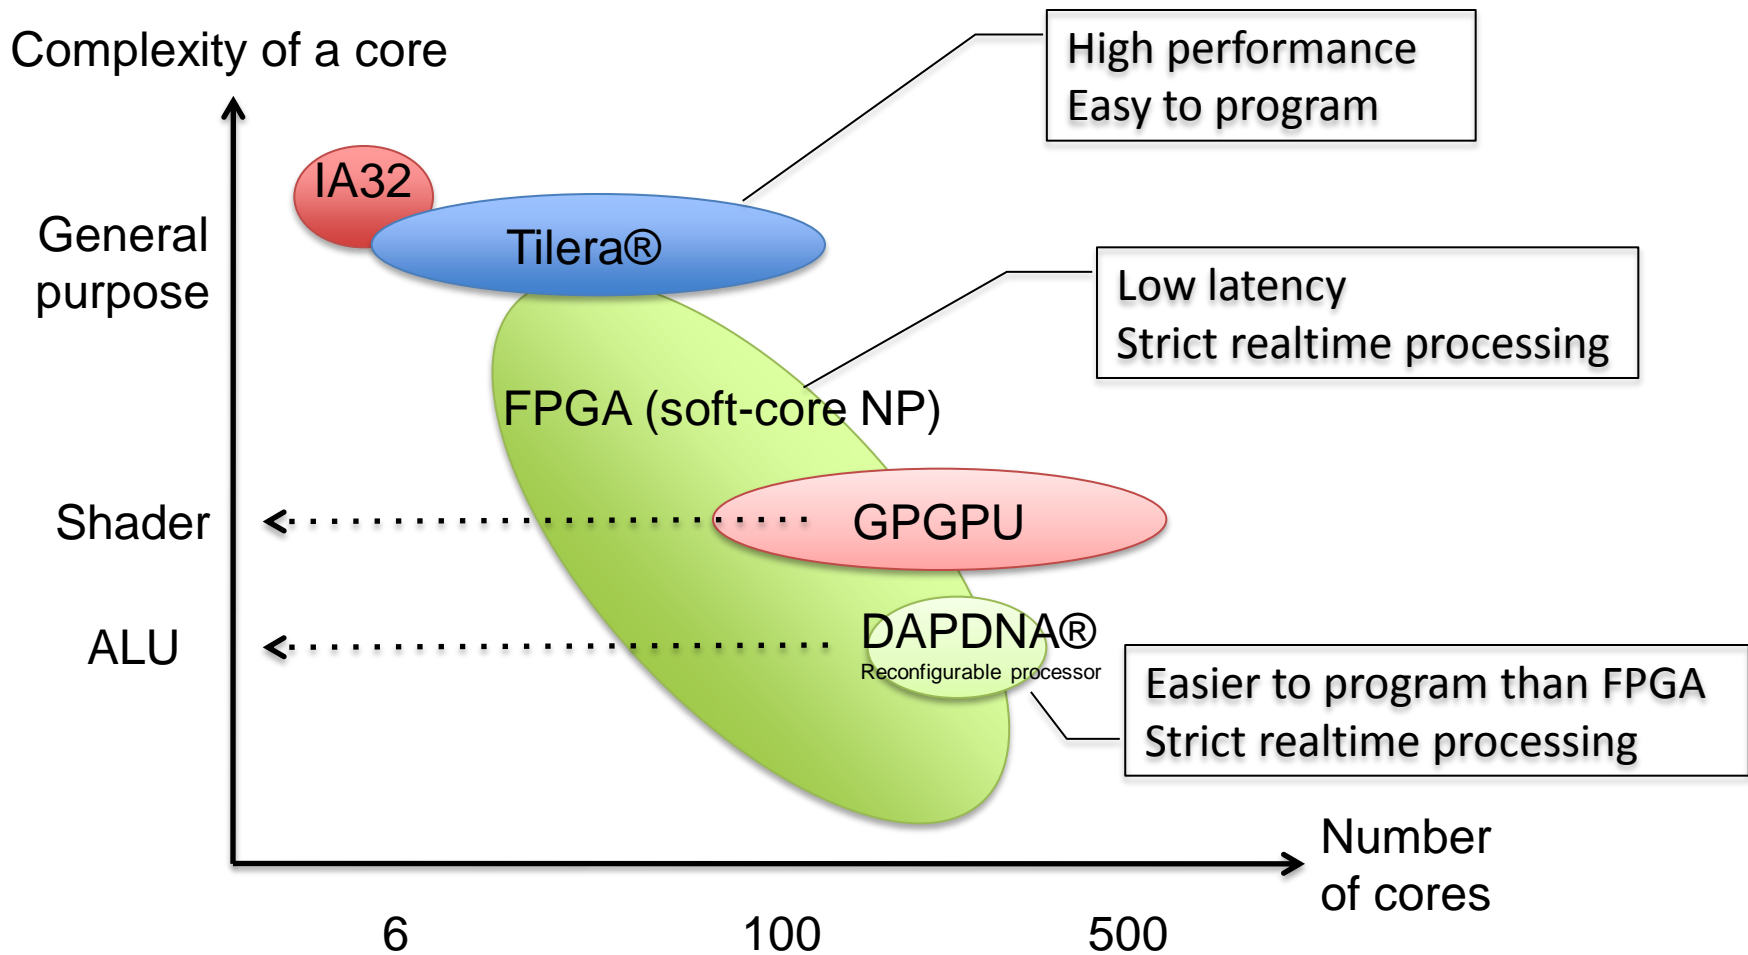 Complexity of a core
High performance
Easy to program
IA32
General
purpose
Tilera®
Low latency
Strict realtime processing
FPGA (soft-core NP)
Shader
GPGPU
ALU
DAPDNA®
Reconfigurable processor
Easier to program than FPGA
Strict realtime processing
Number
of cores
6
100
500